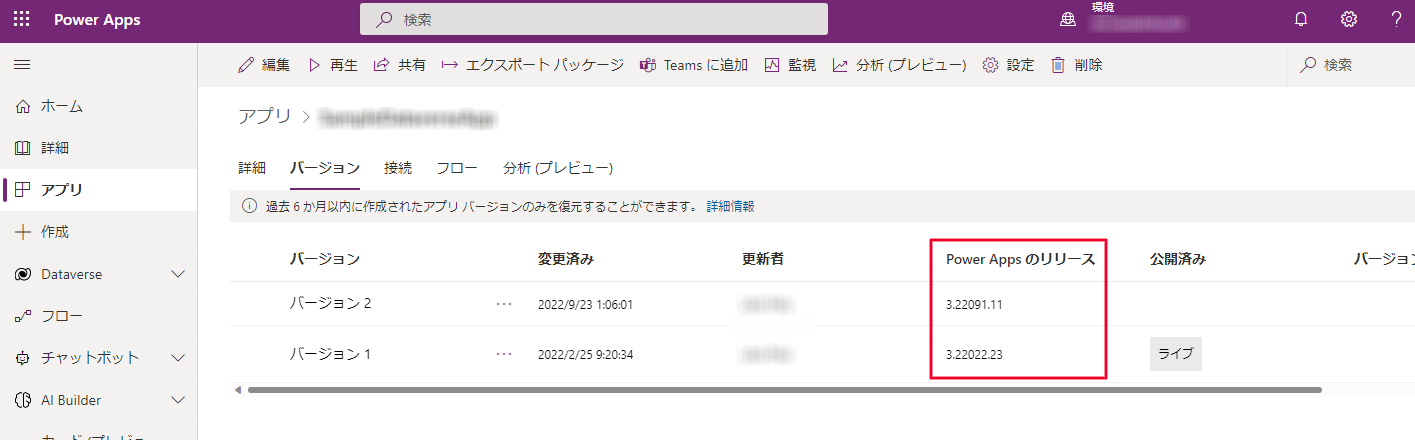 Power Apps
検索
環境
編集 再生 共有 エクスポート パッケージ Teams に追加 監視 分析 (プレビュー) 設定 削除 検索
ホーム
詳細
アプリ
作成
Dataverse
フロー
チャットボット
AI Builder
アプリ >
詳細 バージョン 接続 フロー 分析 (プレビュー)
過去 6 か月以内に作成されたアプリ バージョンのみを復元することができます。 詳細情報
バージョン 変更済み 更新者 Power Apps のリリース 公開済み バージョン
バージョン 2 ... 2022/9/23 1:06:01 3.22091.11
バージョン 1 ... 2022/2/25 9:20:34 3.22022.23 ライブ